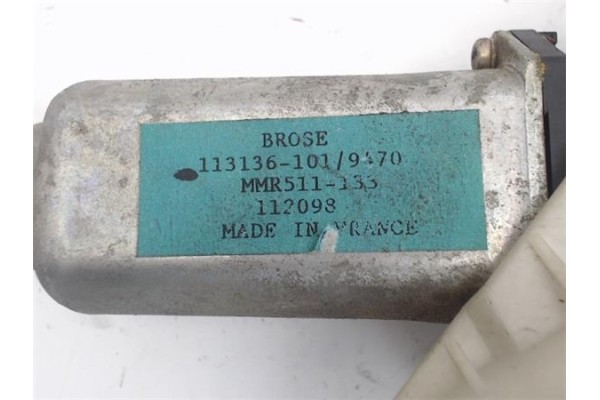 BROSE
113136-101/9470
MMR511-133
112098
MADE IN FRANCE